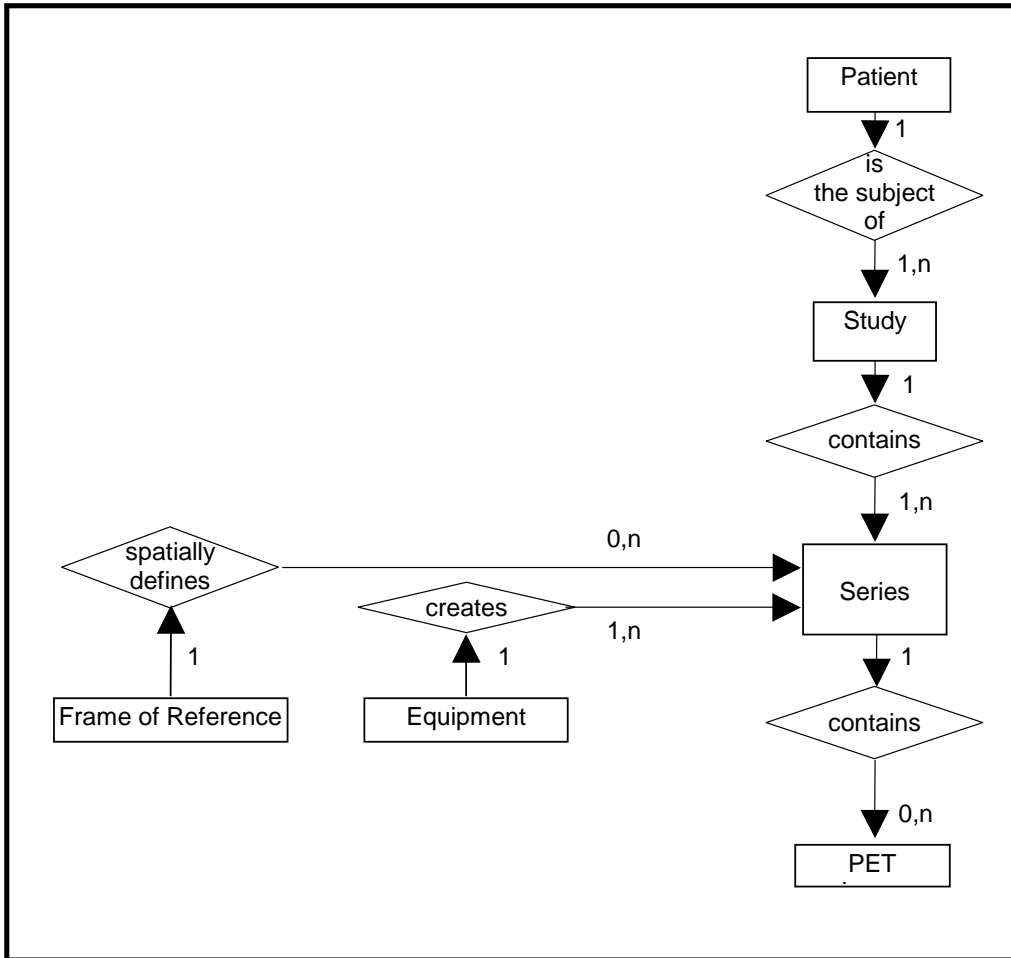 Patient
1
is
the subject
of
1,n
Study
1
contains
1,n
spatially
defines
0,n
Series
creates
1,n
1
1
1
Frame of Reference
Equipment
contains
0,n
PET